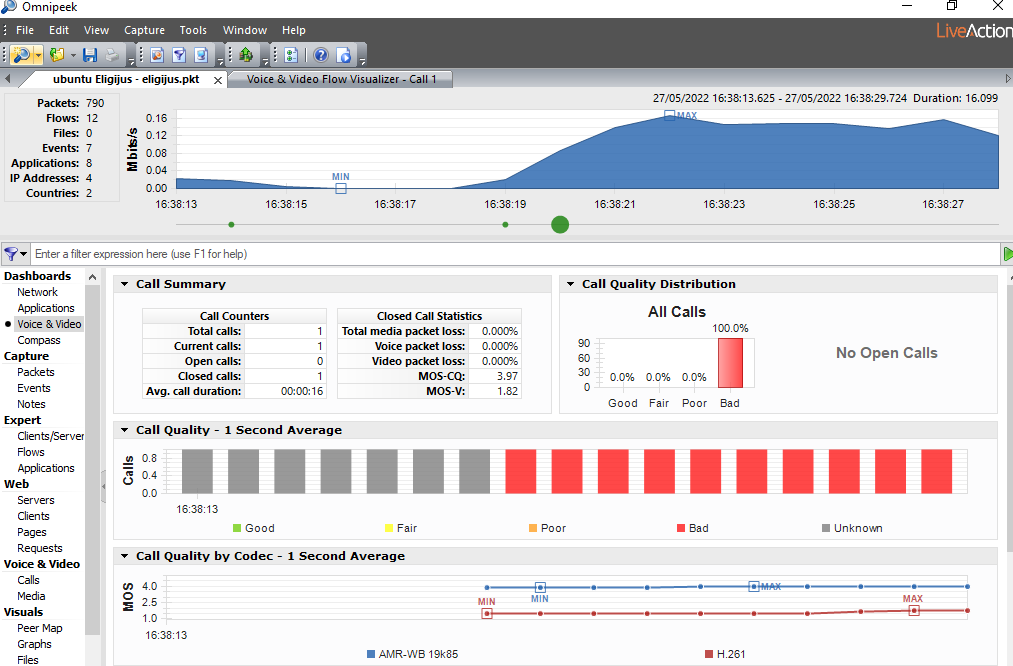 Omnipeek
File Edit View Capture Tools Window Help
LiveAction
ubuntu Eligijus - eligijus.pkt
Voice & Video Flow Visualizer - Call 1
Packets: 790
Flows: 12
Files: 0
Events: 7
Applications: 8
IP Addresses: 4
Countries: 2
27/05/2022 16:38:13.625 - 27/05/2022 16:38:29.724 Duration: 16.099
Mbits/s
0.16
0.12
0.08
0.04
0.00
MIN
MAX
16:38:13 16:38:15 16:38:17 16:38:19 16:38:21 16:38:23 16:38:25 16:38:27
Enter a filter expression here (use F1 for help)
Dashboards
Network
Applications
Voice & Video
Compass
Capture
Packets
Events
Notes
Expert
Clients/Server
Flows
Applications
Web
Servers
Clients
Pages
Requests
Voice & Video
Calls
Media
Visuals
Peer Map
Graphs
Files
Call Summary
Call Counters
Total calls: 1
Current calls: 1
Open calls: 0
Closed calls: 1
Avg. call duration: 00:00:16
Closed Call Statistics
Total media packet loss: 0.000%
Voice packet loss: 0.000%
Video packet loss: 0.000%
MOS-CQ: 3.97
MOS-V: 1.82
Call Quality Distribution
All Calls
90
60
30
0
0.0% 0.0% 0.0% 100.0%
Good Fair Poor Bad
No Open Calls
Call Quality - 1 Second Average
Calls
0.8
0.4
0.0
16:38:13
Good Fair Poor Bad Unknown
Call Quality by Codec - 1 Second Average
MOS
4.0
2.5
1.0
MIN
MAX
MIN
MAX
16:38:13
AMR-WB 19k85 H.261